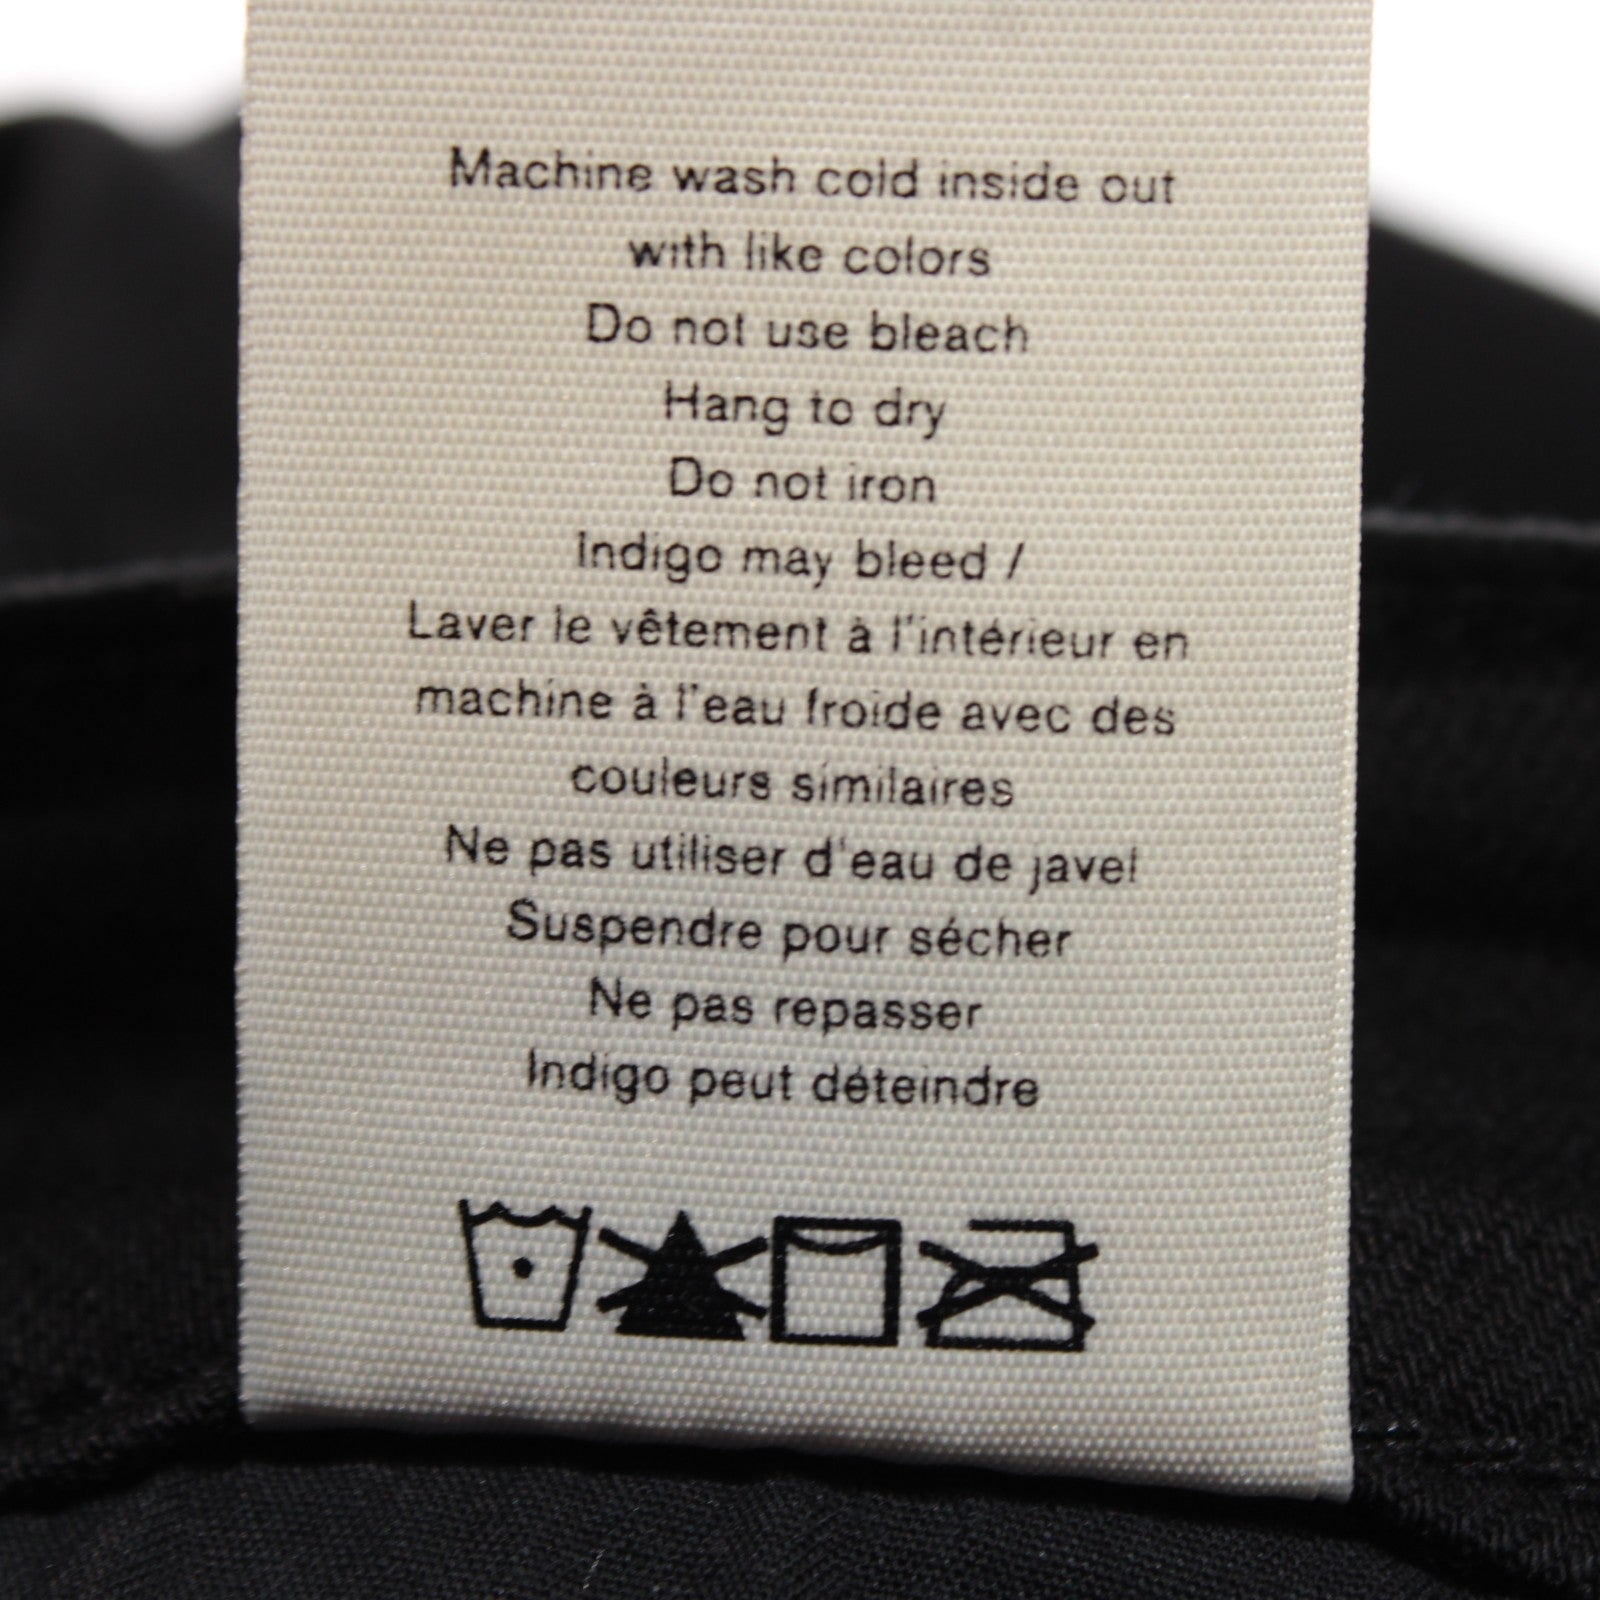 Machine wash cold inside out
with like colors
Do not use bleach
Hang to dry
Do not iron
Indigo may bleed /
Laver le vêtement à l'intérieur en
machine à l'eau froide avec des
couleurs similaires
Ne pas utiliser d'eau de javel
Suspendre pour sécher
Ne pas repasser
Indigo peut déteindre